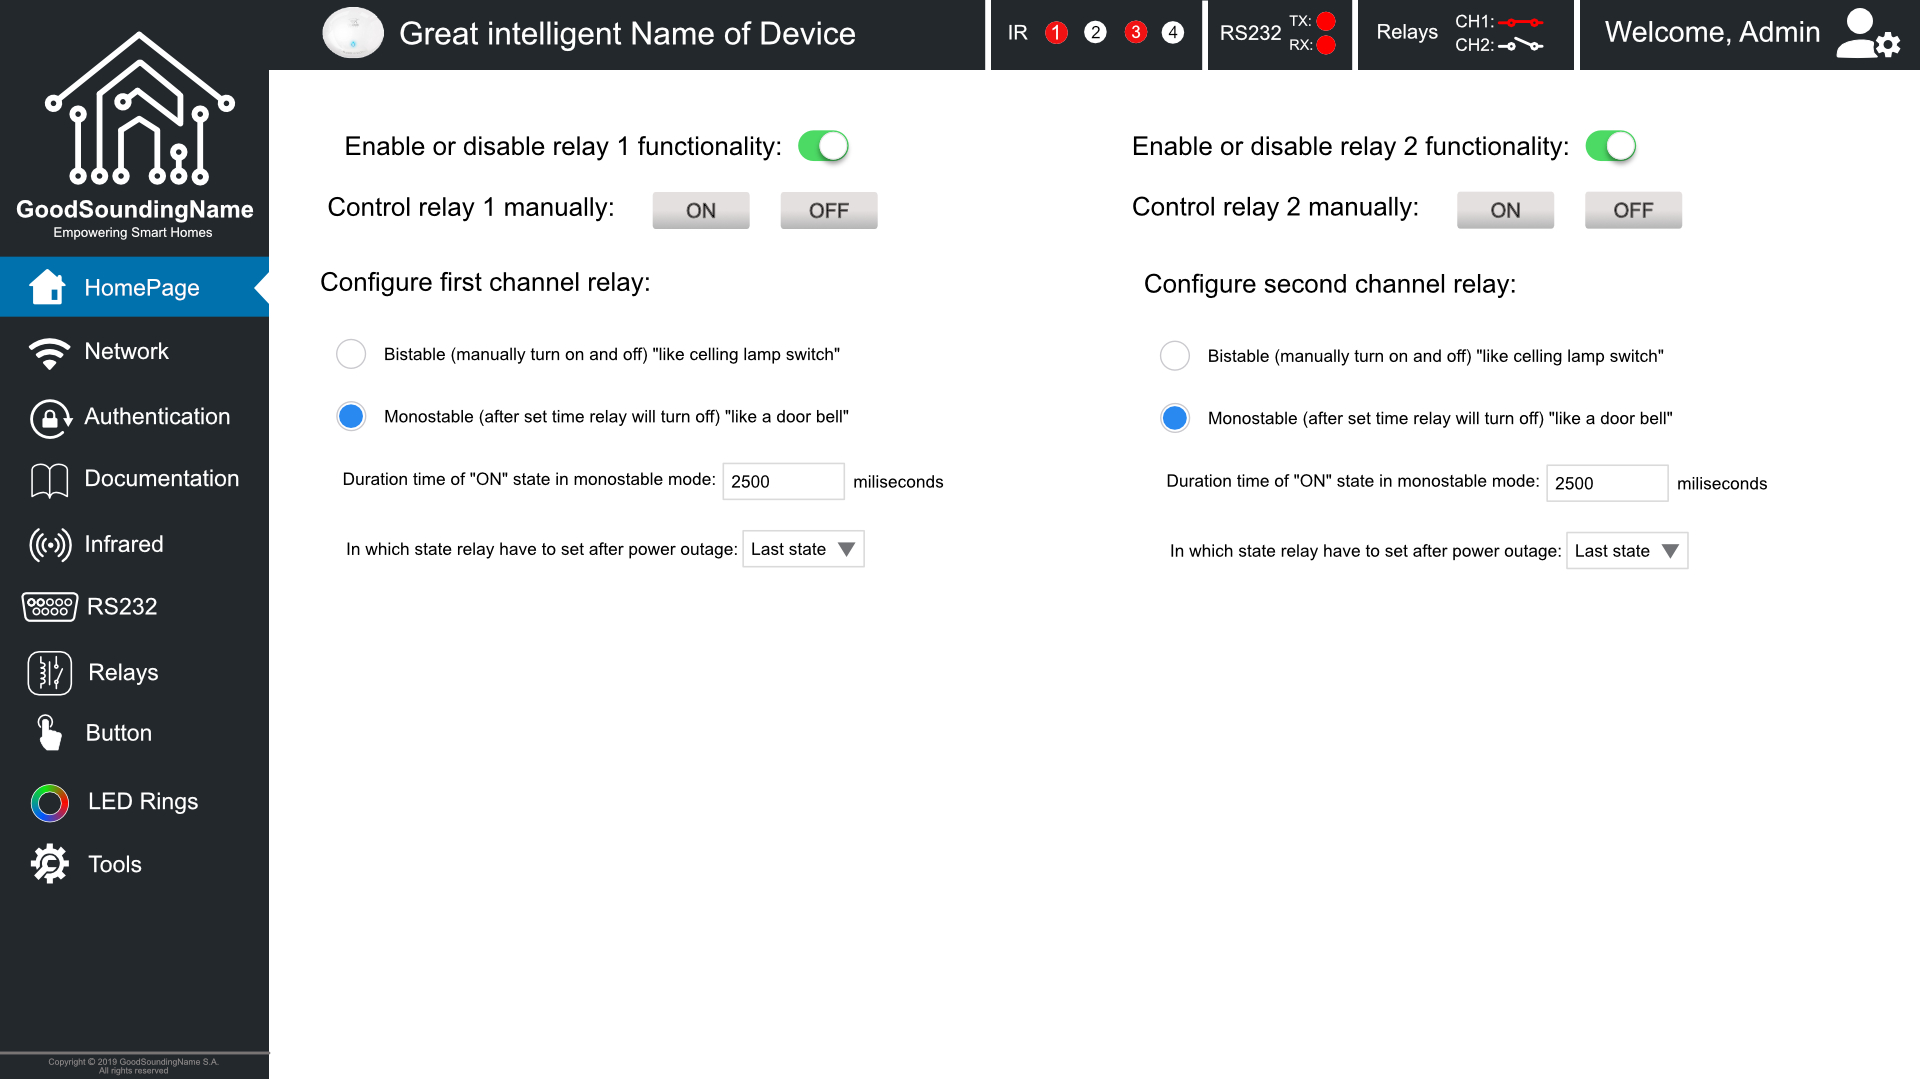 Great intelligent Name of Device
IR 1 2 3 4
RS232 TX:
RX:
Relays CH1:
CH2:
Welcome, Admin
GoodSoundingName
Empowering Smart Homes
HomePage
Network
Authentication
Documentation
Infrared
RS232
Relays
Button
LED Rings
Tools
Copyright © 2019 GoodSoundingName S.A.
All rights reserved
Enable or disable relay 1 functionality:
Control relay 1 manually: ON OFF
Configure first channel relay:
Bistable (manually turn on and off) "like celling lamp switch"
Monostable (after set time relay will turn off) "like a door bell"
Duration time of "ON" state in monostable mode: 2500 miliseconds
In which state relay have to set after power outage: Last state
Enable or disable relay 2 functionality:
Control relay 2 manually: ON OFF
Configure second channel relay:
Bistable (manually turn on and off) "like celling lamp switch"
Monostable (after set time relay will turn off) "like a door bell"
Duration time of "ON" state in monostable mode: 2500 miliseconds
In which state relay have to set after power outage: Last state